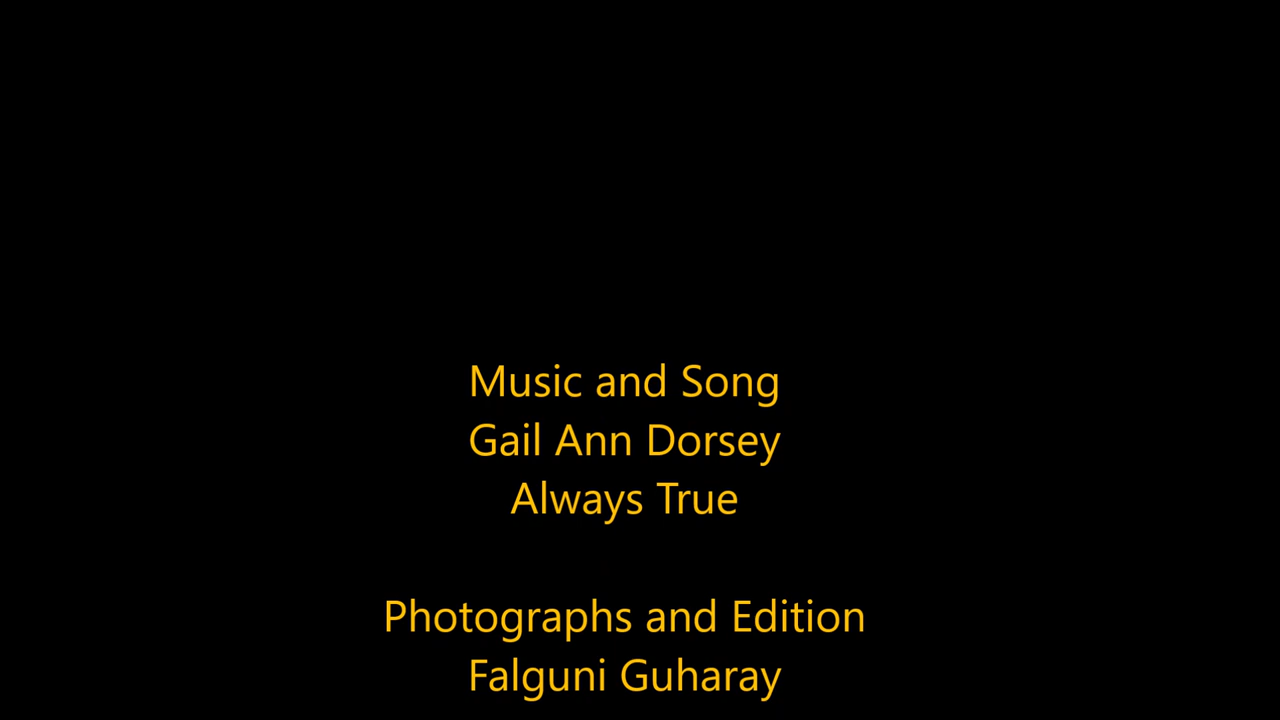 Music and Song
Gail Ann Dorsey
Always True
Photographs and Edition
Falguni Guharay